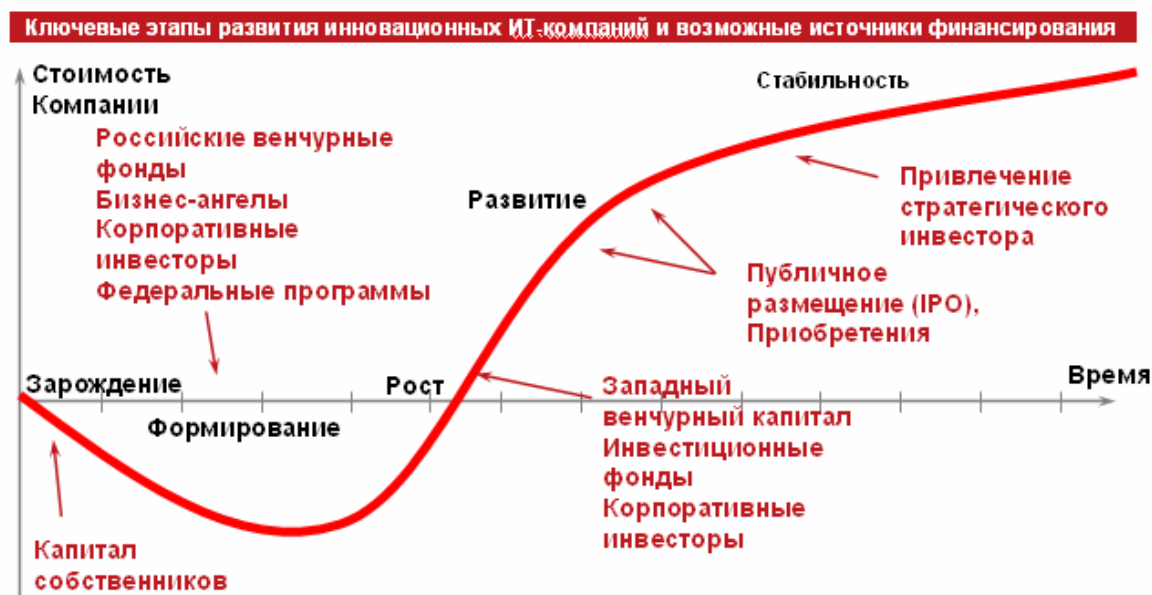 Ключевые этапы развития инновационных ИТ-компаний и возможные источники финансирования
Стоимость
Компании
Российские венчурные
фонды
Бизнес-ангелы
Корпоративные
инвесторы
Федеральные программы
Стабильность
Развитие
Привлечение
стратегического
инвестора
Публичное
размещение (IPO),
Приобретения
Зарождение
Рост
Время
Формирование
Западный
венчурный капитал
Инвестиционные
фонды
Корпоративные
инвесторы
Капитал
собственников